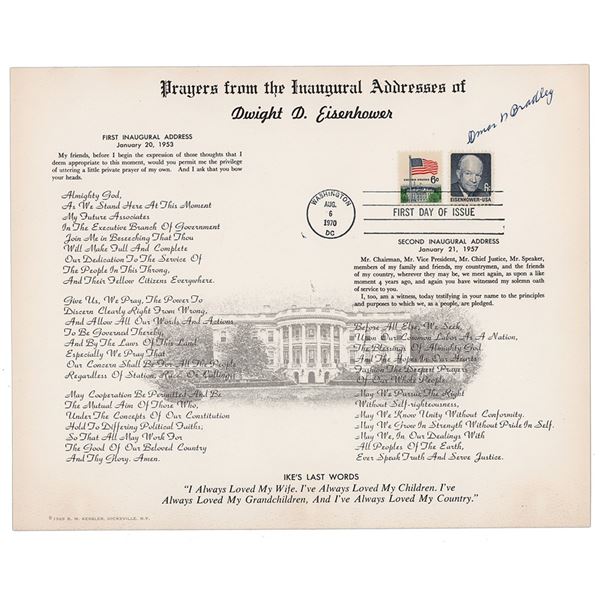 Prayers from the Inaugural Addresses of
Dwight D. Eisenhower
Omar N Bradley
FIRST INAUGURAL ADDRESS
January 20, 1953
My friends, before I begin the expression of those thoughts that I
deem appropriate to this moment, would you permit me the privilege
of uttering a little private prayer of my own. And I ask that you bow
your heads.
Almighty God,
As We Stand Here At This Moment
My Future Associates
In The Executive Branch Of Government
Join Me in Beseeching That Thou
Will Make Full And Complete
Our Dedication To The Service Of
The People In This Throng,
And Their Fellow Citizens Everywhere.
Give Us, We Pray, The Power To
Discern Clearly Right From Wrong,
And Allow All Our Words And Actions
To Be Governed Thereby,
And By The Laws Of This Land.
Especially We Pray That
Our Concern Shall Be For All The People
Regardless Of Station, Race Or Calling.
May Cooperation Be Permitted And Be
The Mutual Aim Of Those Who,
Under The Concepts Of Our Constitution
Hold To Differing Political Faiths;
So That All May Work For
The Good Of Our Beloved Country
And Thy Glory. Amen.
WASHINGTON
AUG.
6
1970
DC
6c
EISENHOWER-USA
FIRST DAY OF ISSUE
SECOND INAUGURAL ADDRESS
January 21, 1957
Mr. Chairman, Mr. Vice President, Mr. Chief Justice, Mr. Speaker,
members of my family and friends, my countrymen, and the friends
of my country, wherever they may be, we meet again, as upon a like
moment 4 years ago, and again you have witnessed my solemn oath
of service to you.
I, too, am a witness, today testifying in your name to the principles
and purposes to which we, as a people, are pledged.
Before All Else, We Seek,
Upon Our Common Labor As A Nation,
The Blessings Of Almighty God.
And The Hopes In Our Hearts
Fashion The Deepest Prayers
Of Our Whole People.
May We Pursue The Right
Without Self-righteousness,
May We Know Unity Without Conformity.
May We Grow In Strength Without Pride In Self.
May We, In Our Dealings With
All Peoples Of The Earth,
Ever Speak Truth And Serve Justice.
IKE'S LAST WORDS
"I Always Loved My Wife. I've Always Loved My Children. I've
Always Loved My Grandchildren, And I've Always Loved My Country."
© 1969 R. W. KESSLER, HICKSVILLE, N.Y.